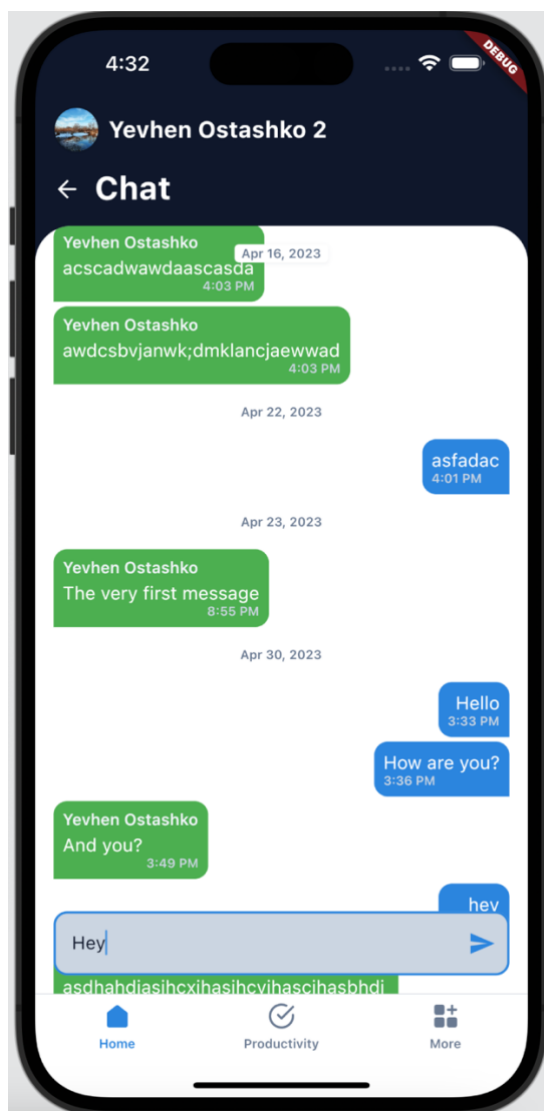 4:32
DEBUG
Yevhen Ostashko 2
Chat
Yevhen Ostashko
Apr 16, 2023
acscadwawdaascasda
4:03 PM
Yevhen Ostashko
awdcsbvjanwk;dmklancjaewwad
4:03 PM
Apr 22, 2023
asfadac
4:01 PM
Apr 23, 2023
Yevhen Ostashko
The very first message
8:55 PM
Apr 30, 2023
Hello
3:33 PM
How are you?
3:36 PM
Yevhen Ostashko
And you?
3:49 PM
hey
Hey
asdhahdiasihcxihasihcvihascihasbhdi
Home
Productivity
More